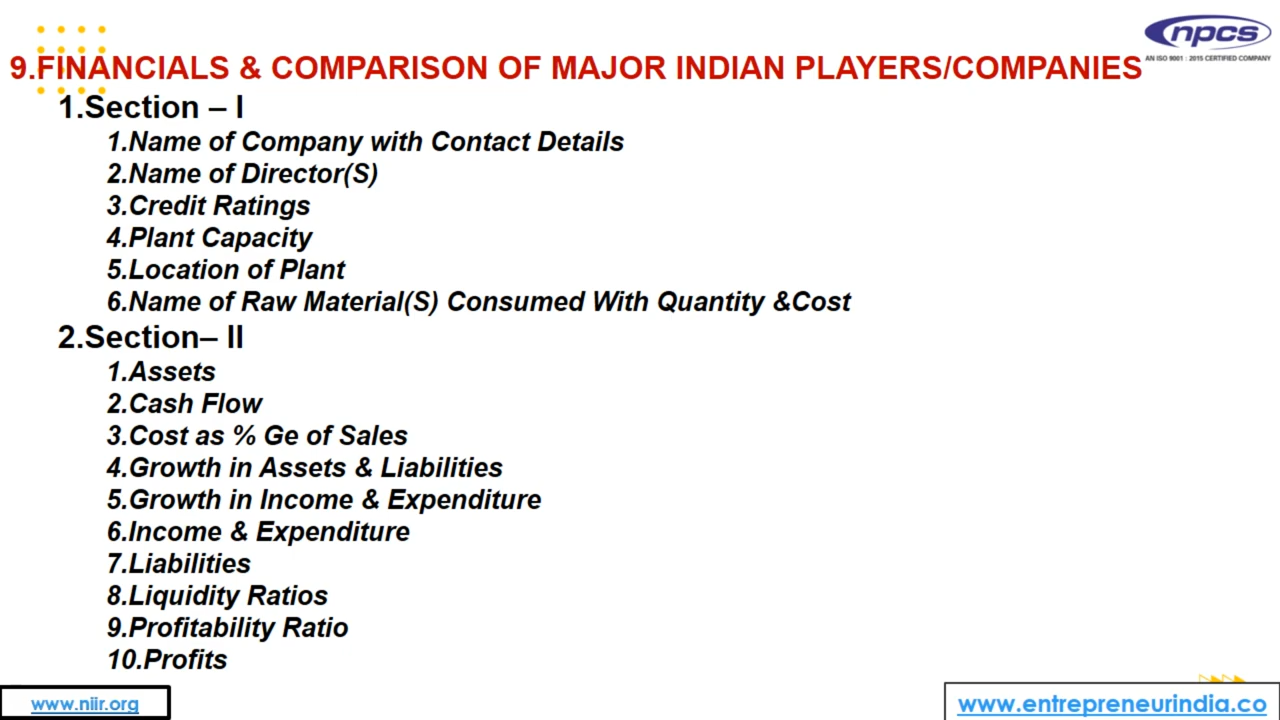 npcs
AN ISO 9001 : 2015 CERTIFIED COMPANY
9.FINANCIALS & COMPARISON OF MAJOR INDIAN PLAYERS/COMPANIES
1.Section – I
1.Name of Company with Contact Details
2.Name of Director(S)
3.Credit Ratings
4.Plant Capacity
5.Location of Plant
6.Name of Raw Material(S) Consumed With Quantity &Cost
2.Section– II
1.Assets
2.Cash Flow
3.Cost as % Ge of Sales
4.Growth in Assets & Liabilities
5.Growth in Income & Expenditure
6.Income & Expenditure
7.Liabilities
8.Liquidity Ratios
9.Profitability Ratio
10.Profits
www.niir.org
www.entrepreneurindia.co